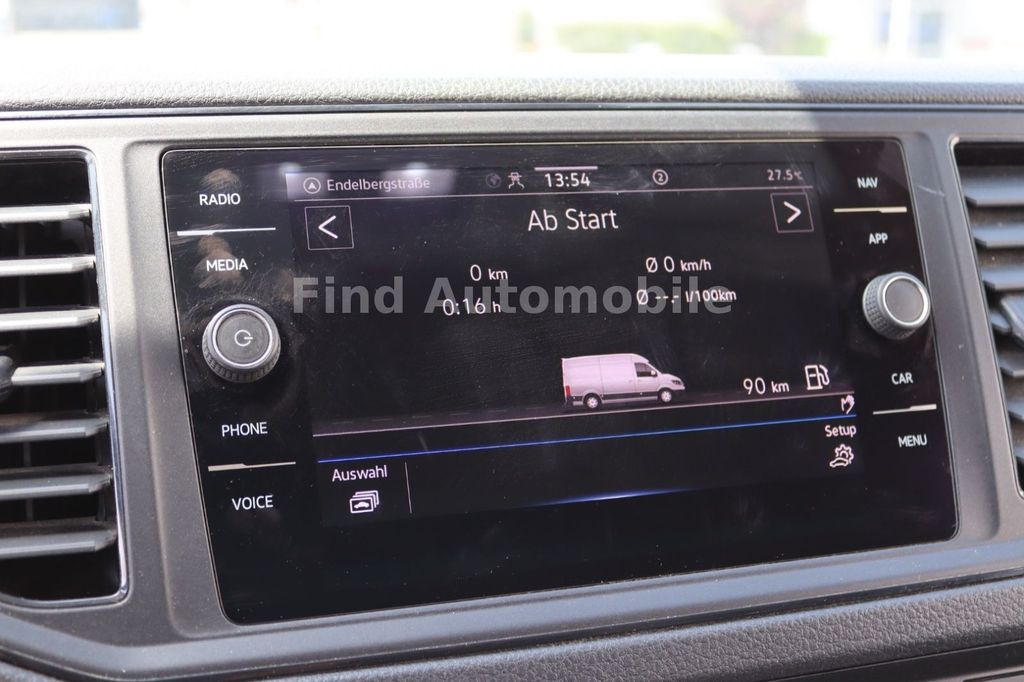 RADIO
MEDIA
PHONE
VOICE
Endelbergstraße
13:54
2
27.5°C
<
Ab Start
>
0 km
Ø 0 km/h
0:16 h
Ø --.- l/100km
Find Automobile
90 km
Auswahl
Setup
NAV
APP
CAR
MENU